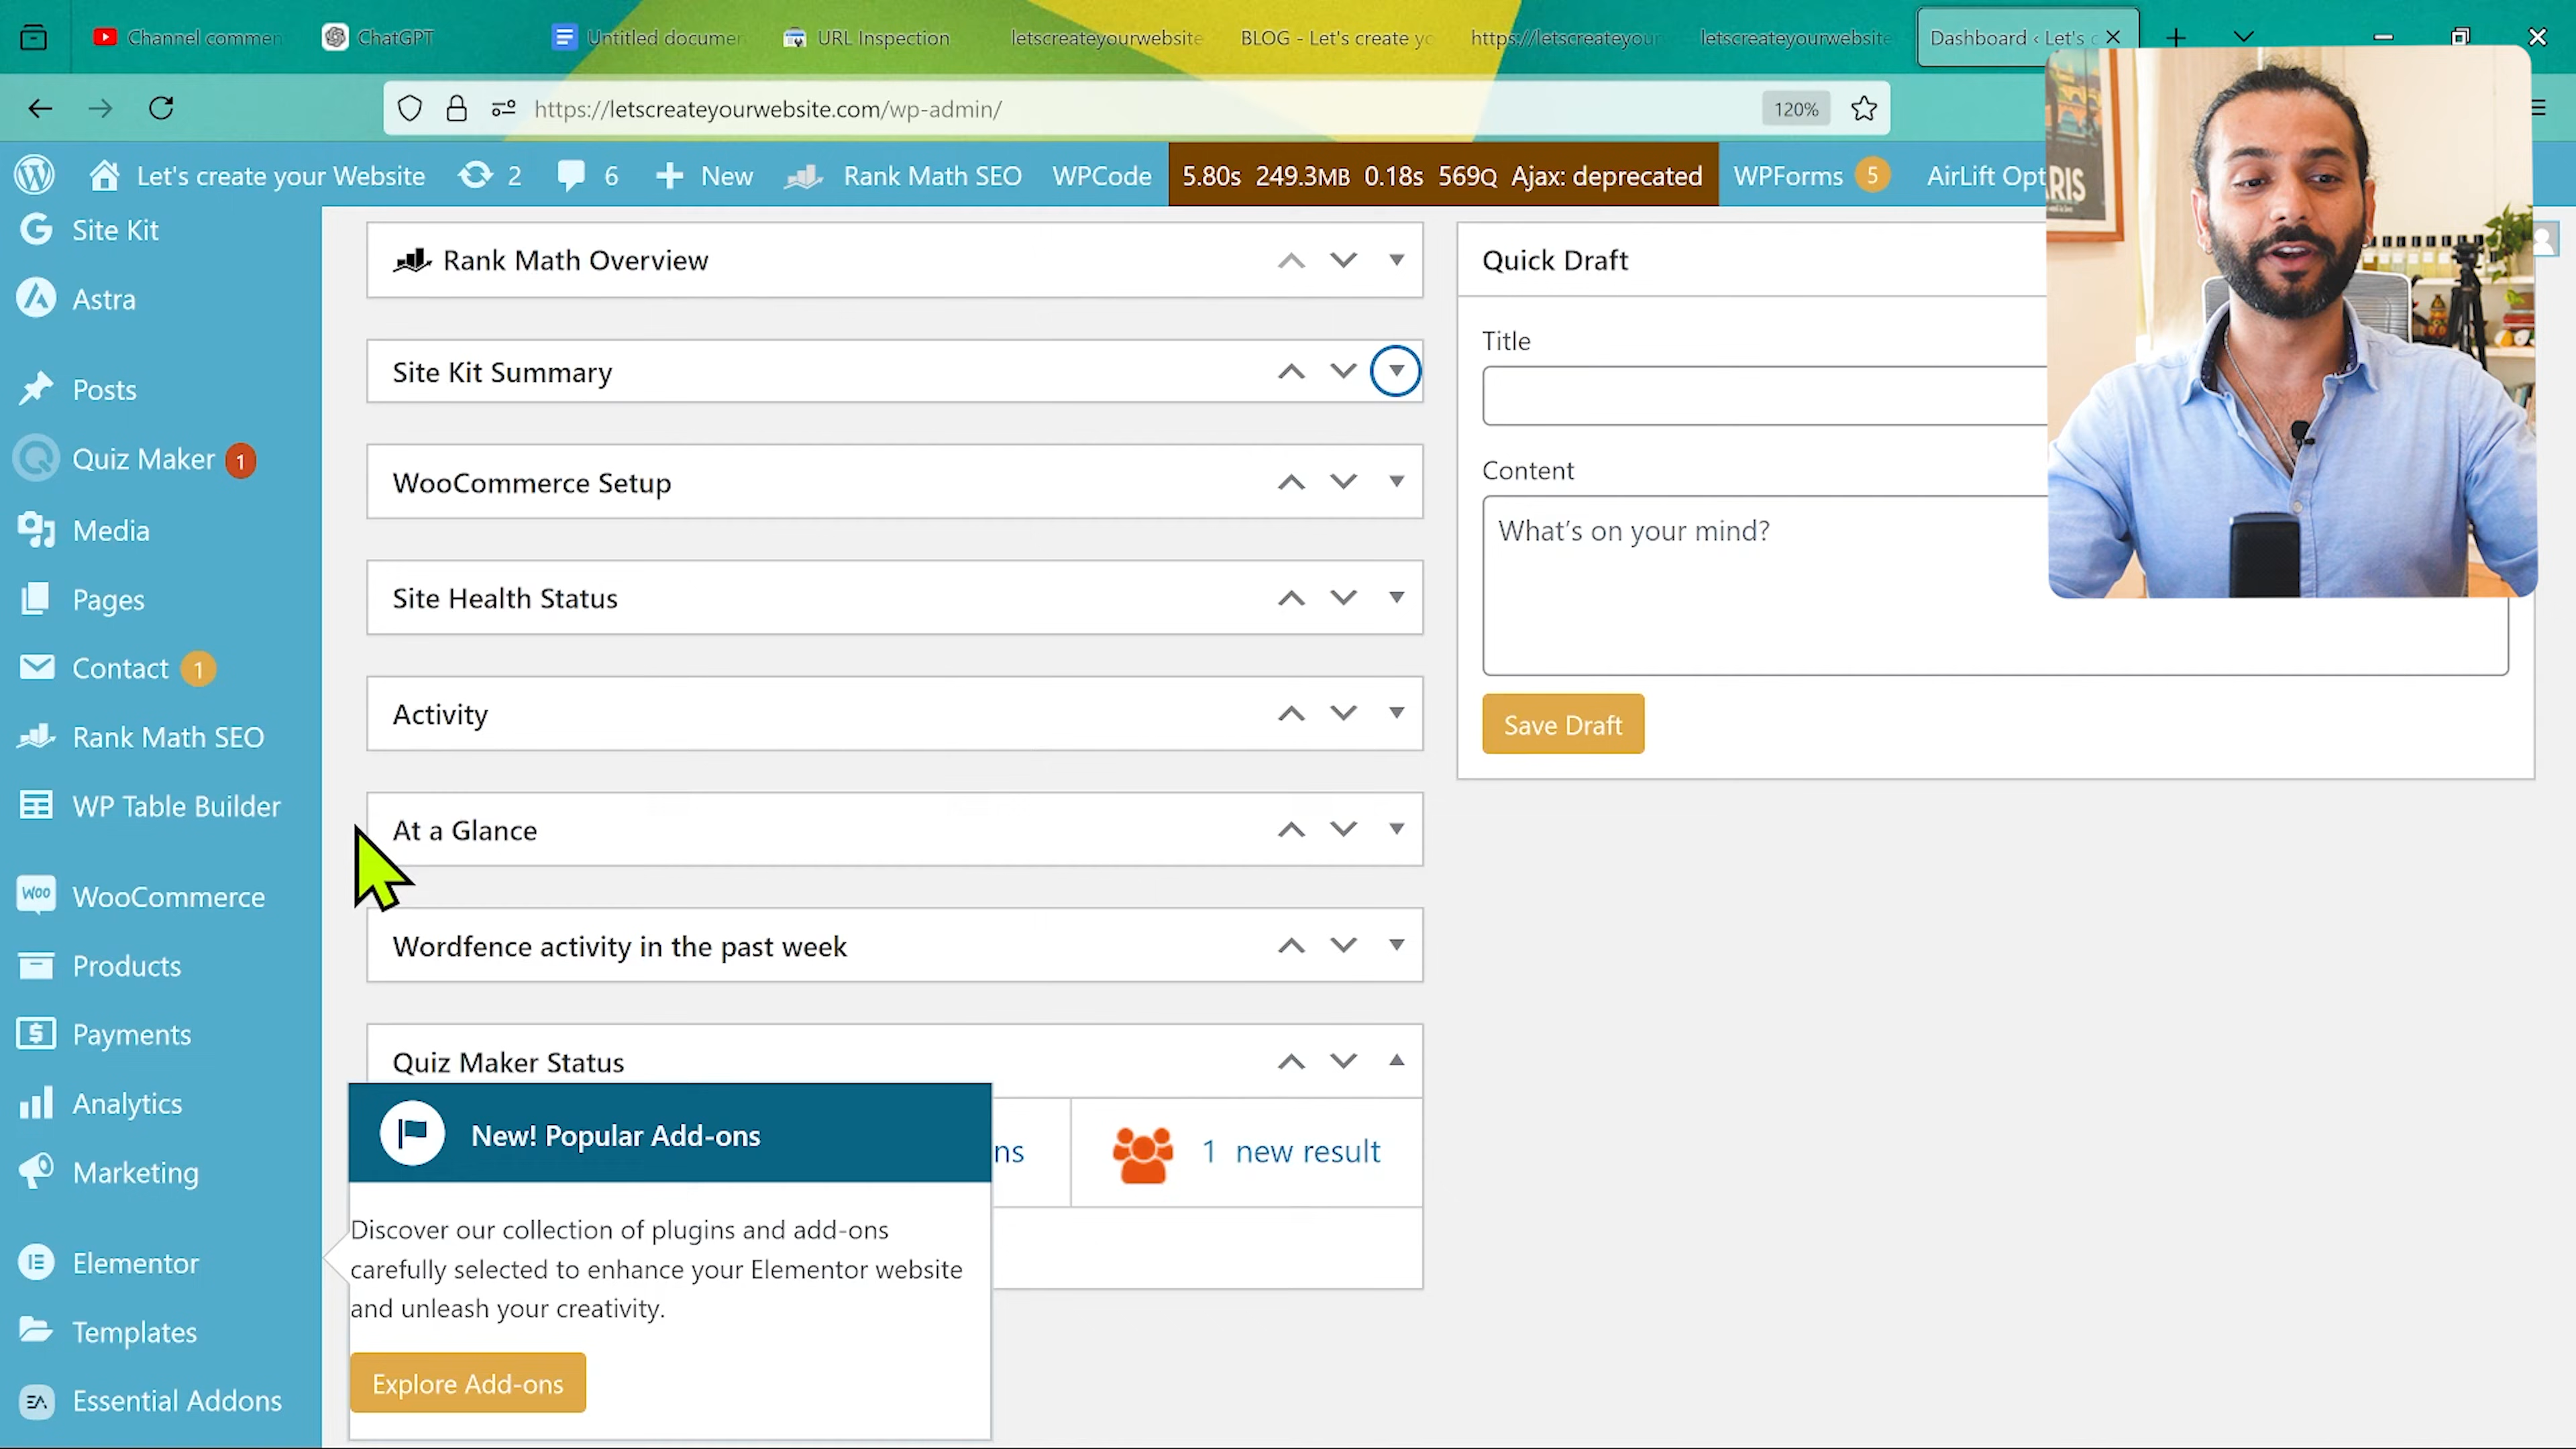 Channel commen
ChatGPT
Untitled documen
URL Inspection
letscreateyourwebsite
BLOG - Let's create yo
https://letscreateyour
letscreateyourwebsite
Dashboard ‹ Let's c
https://letscreateyourwebsite.com/wp-admin/
120%
Let's create your Website
2
6
New
Rank Math SEO
WPCode
5.80s 249.3MB 0.18s 569Q Ajax: deprecated
WPForms 5
AirLift Opt
Site Kit
Astra
Posts
Quiz Maker 1
Media
Pages
Contact 1
Rank Math SEO
WP Table Builder
Woo
WooCommerce
Products
Payments
Analytics
Marketing
Elementor
Templates
EA
Essential Addons
Rank Math Overview
Site Kit Summary
WooCommerce Setup
Site Health Status
Activity
At a Glance
Wordfence activity in the past week
Quiz Maker Status
ns
1 new result
New! Popular Add-ons
Discover our collection of plugins and add-ons
carefully selected to enhance your Elementor website
and unleash your creativity.
Explore Add-ons
Quick Draft
Title
Content
What's on your mind?
Save Draft
RIS